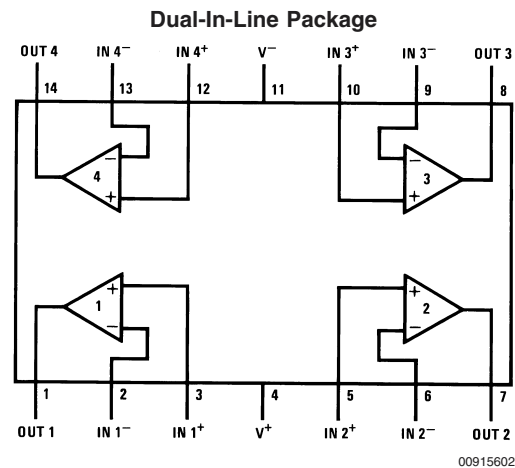 Dual-In-Line Package
OUT 4 IN 4− IN 4+ V− IN 3+ IN 3− OUT 3
14 13 12 11 10 9 8
− −
4 3
+ +
+ +
1 2
− −
1 2 3 4 5 6 7
OUT 1 IN 1− IN 1+ V+ IN 2+ IN 2− OUT 2
00915602